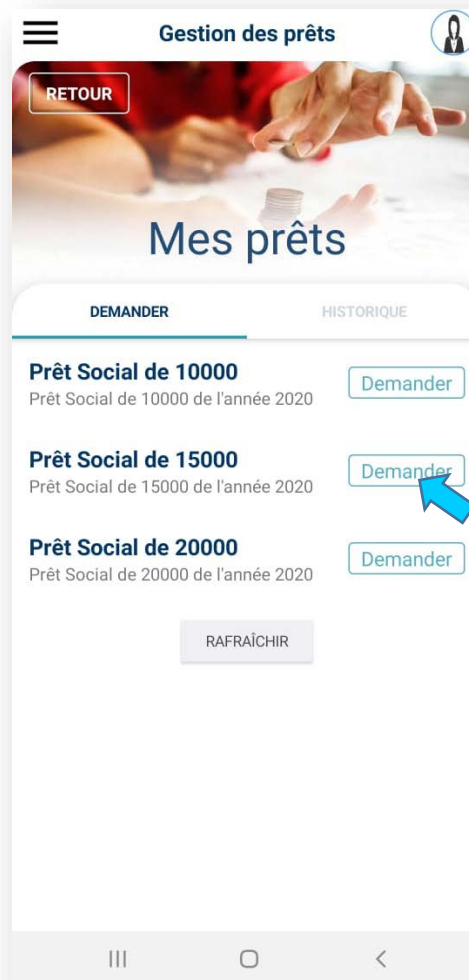 Gestion des prêts
RETOUR
Mes prêts
DEMANDER
HISTORIQUE
Prêt Social de 10000
Prêt Social de 10000 de l'année 2020
Demander
Prêt Social de 15000
Prêt Social de 15000 de l'année 2020
Demander
Prêt Social de 20000
Prêt Social de 20000 de l'année 2020
Demander
RAFRAÎCHIR